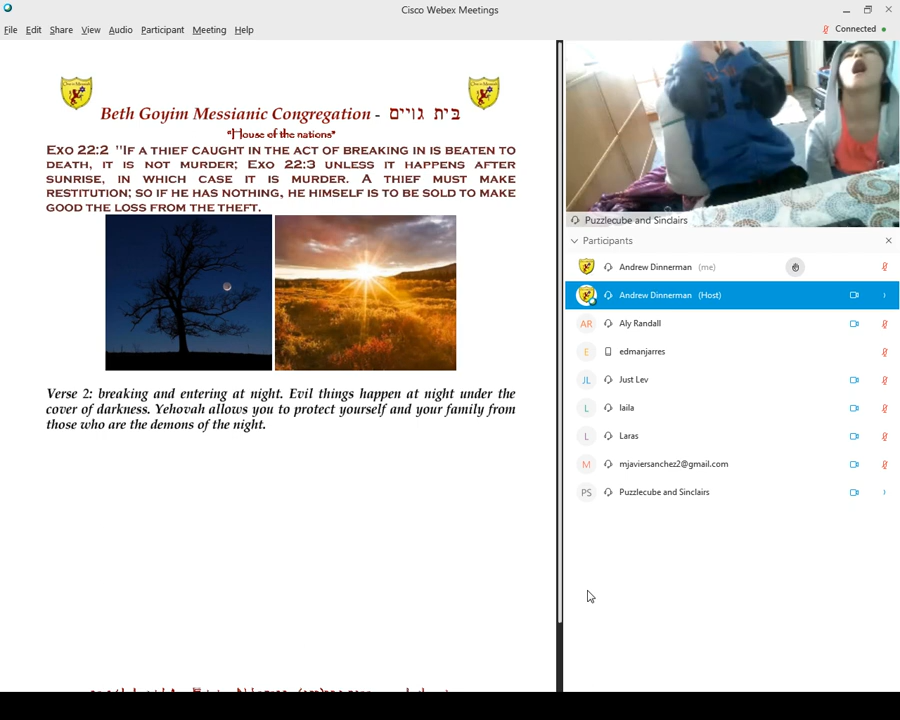 Cisco Webex Meetings
File Edit Share View Audio Participant Meeting Help
Connected
Beth Goyim Messianic Congregation - בית גויים
"House of the nations"
Exo 22:2 "If a thief caught in the act of breaking in is beaten to
death, it is not murder; Exo 22:3 unless it happens after
sunrise, in which case it is murder. A thief must make
restitution; so if he has nothing, he himself is to be sold to make
good the loss from the theft.
Verse 2: breaking and entering at night. Evil things happen at night under the
cover of darkness. Yehovah allows you to protect yourself and your family from
those who are the demons of the night.
Puzzlecube and Sinclairs
Participants
Andrew Dinnerman (me)
Andrew Dinnerman (Host)
AR Aly Randall
E edmanjarres
JL Just Lev
L laila
L Laras
M mjaviersanchez2@gmail.com
PS Puzzlecube and Sinclairs